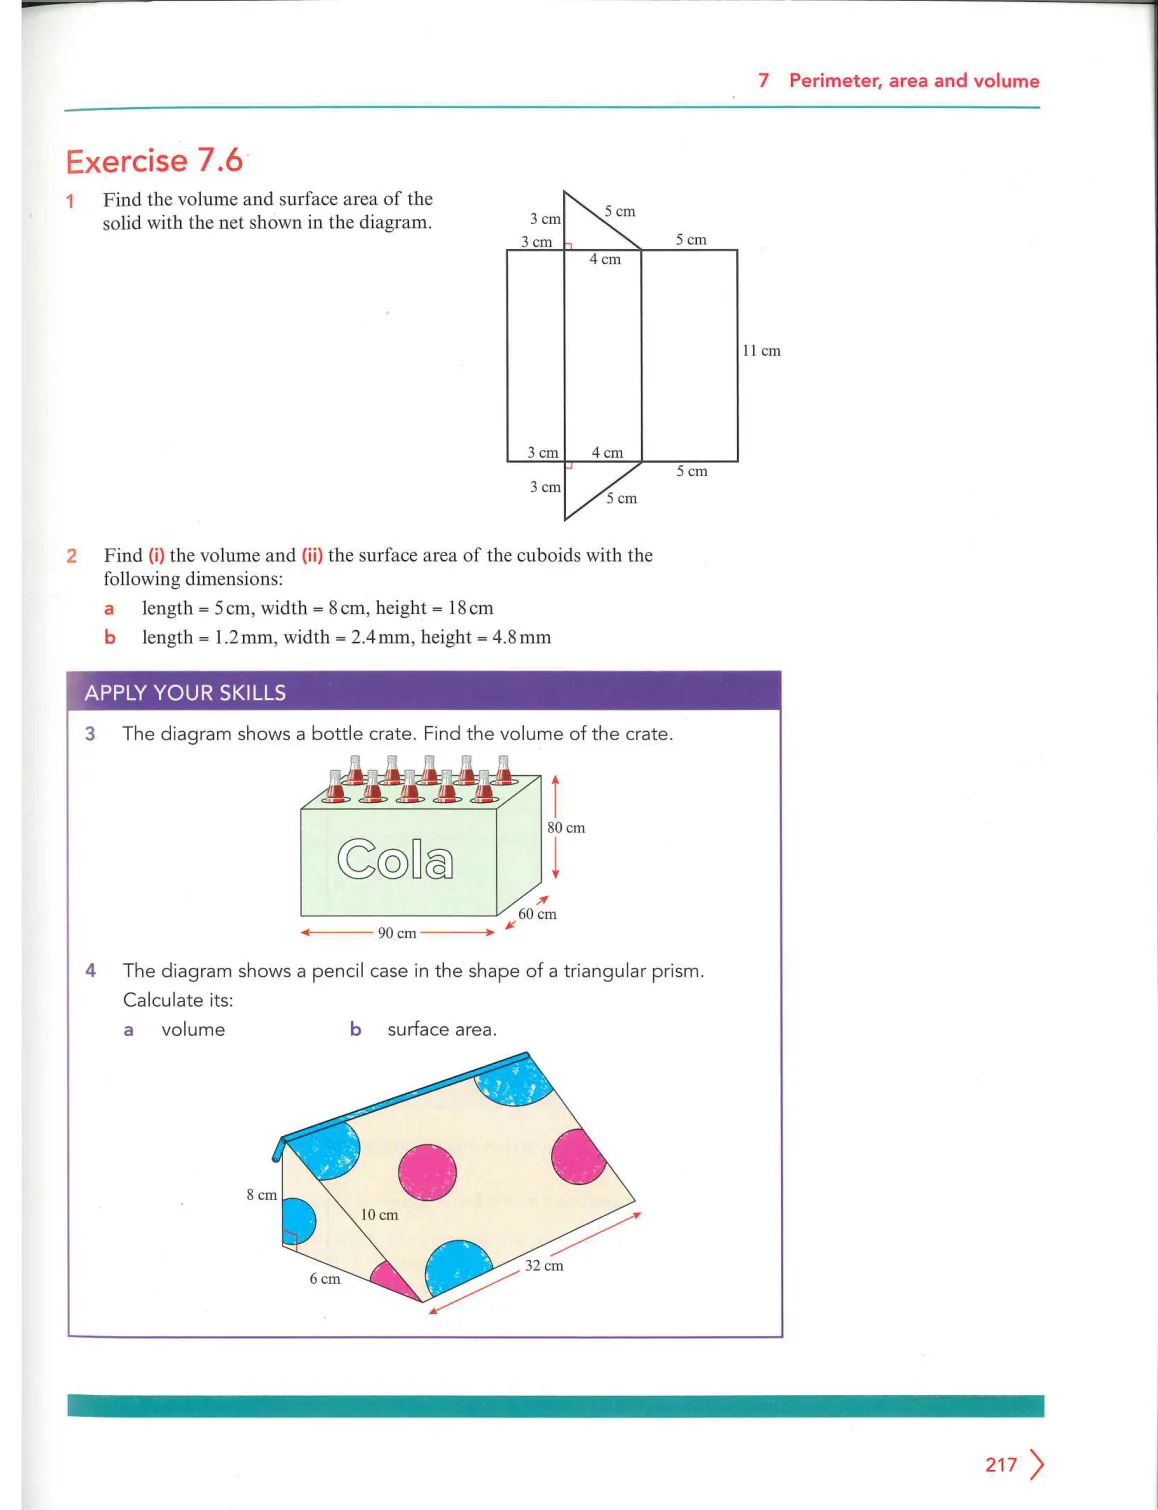 7 Perimeter, area and volume
Exercise 7.6
1 Find the volume and surface area of the
solid with the net shown in the diagram.
5 cm
3 cm
3 cm
5 cm
4 cm
11 cm
3 cm
4 cm
5 cm
3 cm
5 cm
2 Find (i) the volume and (ii) the surface area of the cuboids with the
following dimensions:
a length = 5 cm, width = 8 cm, height = 18 cm
b length = 1.2 mm, width = 2.4 mm, height = 4.8 mm
APPLY YOUR SKILLS
3 The diagram shows a bottle crate. Find the volume of the crate.
80 cm
Cola
60 cm
90 cm
4 The diagram shows a pencil case in the shape of a triangular prism.
Calculate its:
a volume b surface area.
8 cm
10 cm
32 cm
6 cm
217